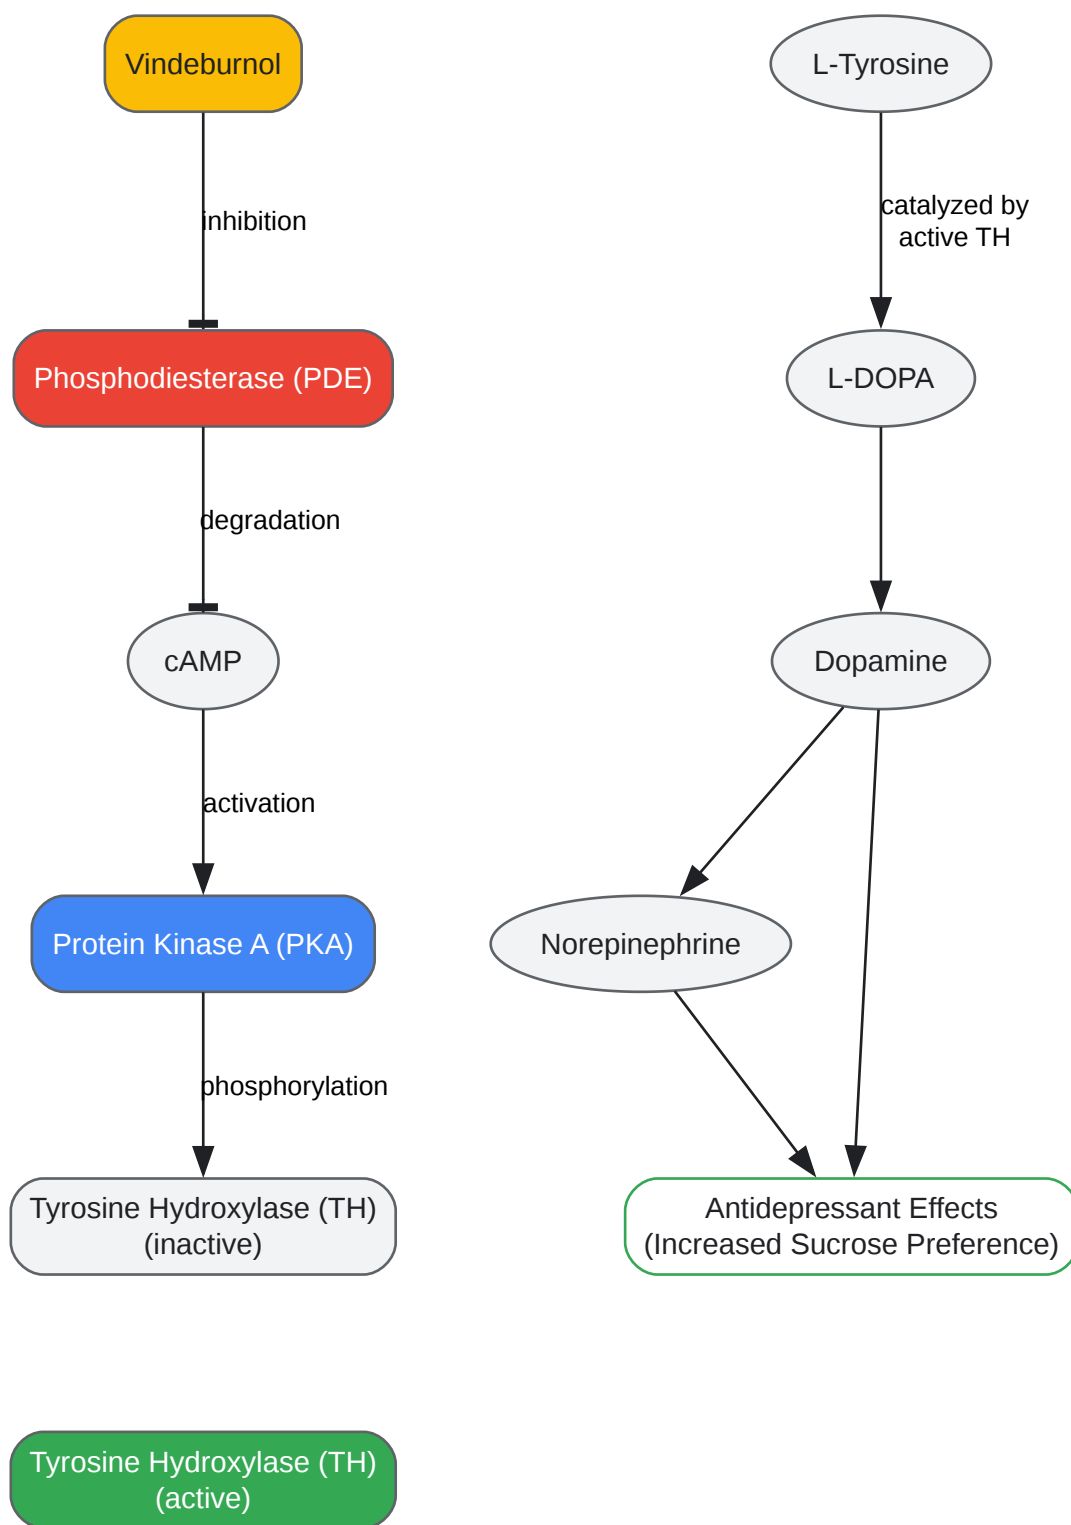 Vindeburnol
L-Tyrosine
inhibition
catalyzed by
active TH
Phosphodiesterase (PDE)
L-DOPA
degradation
cAMP
Dopamine
activation
Protein Kinase A (PKA)
Norepinephrine
phosphorylation
Tyrosine Hydroxylase (TH)
(inactive)
Antidepressant Effects
(Increased Sucrose Preference)
Tyrosine Hydroxylase (TH)
(active)